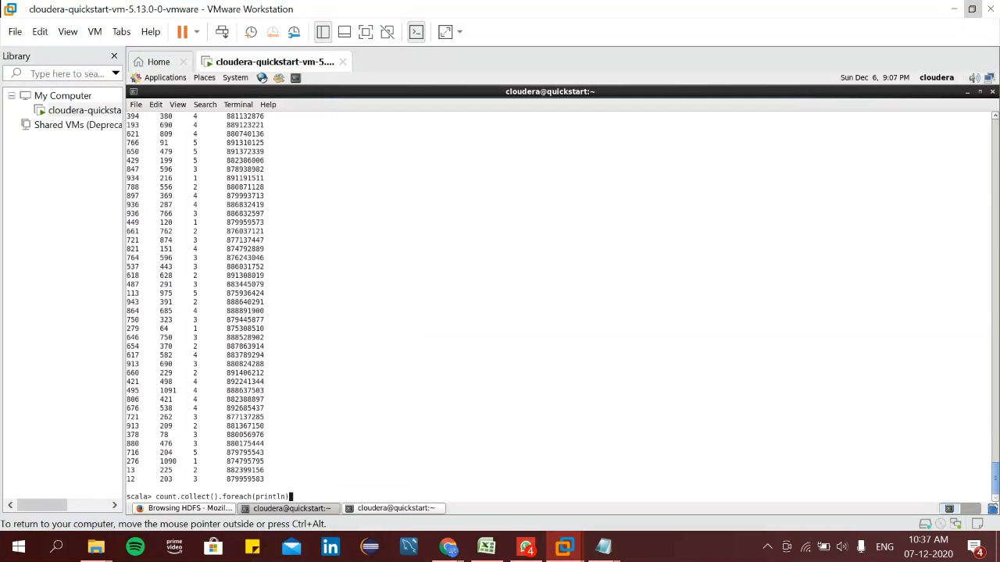 cloudera-quickstart-vm-5.13.0-0-vmware - VMware Workstation
File Edit View VM Tabs Help
Library
Type here to sea...
My Computer
cloudera-quicksta
Shared VMs (Depreca
Home
cloudera-quickstart-vm-5....
Applications Places System
Sun Dec 6, 9:07 PM cloudera
cloudera@quickstart:~
File Edit View Search Terminal Help
394 380 4 881132876
193 690 4 889123221
621 809 4 880740136
766 91 5 891310125
650 479 5 891372339
429 199 5 882386006
847 596 3 878938982
934 216 1 891191511
788 556 2 880871128
897 369 4 879993713
936 287 4 886832419
936 766 3 886832597
449 120 1 879959573
661 762 2 876037121
721 874 3 877137447
821 151 4 874792889
764 596 3 876243046
537 443 3 886031752
618 628 2 891308019
487 291 3 883445079
113 975 5 875936424
943 391 2 888640291
864 685 4 888891900
750 323 3 879445877
279 64 1 875308510
646 750 3 888528902
654 370 2 887863914
617 582 4 883789294
913 690 3 880824288
660 229 2 891406212
421 498 4 892241344
495 1091 4 888637503
806 421 4 882388897
676 538 4 892685437
721 262 3 877137285
913 209 2 881367150
378 78 3 880056976
880 476 3 880175444
716 204 5 879795543
276 1090 1 874795795
13 225 2 882399156
12 203 3 879959583
scala> count.collect().foreach(println)
Browsing HDFS - Mozil... cloudera@quickstart:~ cloudera@quickstart:~
To return to your computer, move the mouse pointer outside or press Ctrl+Alt.
prime video
in
4
ENG
10:37 AM
07-12-2020
4